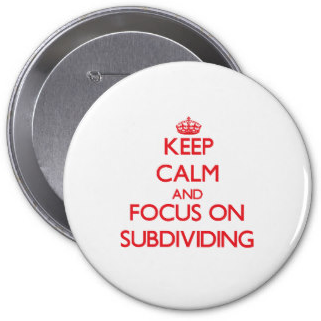 KEEP
CALM
AND
FOCUS ON
SUBDIVIDING